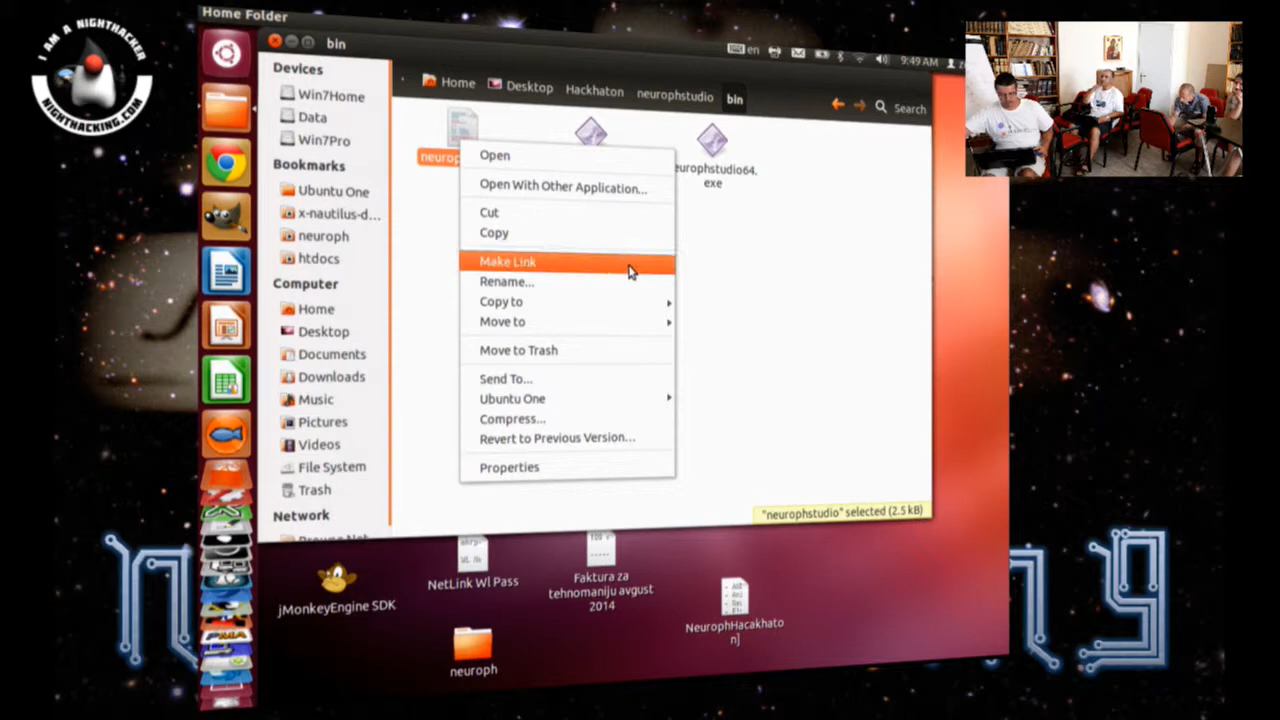 I AM A NIGHTHACKER
NIGHTHACKING.COM
Home Folder
bin
en
9:49 AM
Devices
Win7Home
Data
Win7Pro
Bookmarks
Ubuntu One
x-nautilus-d...
neuroph
htdocs
Computer
Home
Desktop
Documents
Downloads
Music
Pictures
Videos
File System
Trash
Network
Home
Desktop
Hackhaton
neurophstudio
bin
Search
europhstudio64.
exe
Open
Open With Other Application...
Cut
Copy
Make Link
Rename...
Copy to
Move to
Move to Trash
Send To...
Ubuntu One
Compress...
Revert to Previous Version...
Properties
"neurophstudio" selected (2.5 kB)
jMonkeyEngine SDK
NetLink Wl Pass
Faktura za
tehnomaniju avgust
2014
NeurophHacakhato
n]
neuroph
PMA